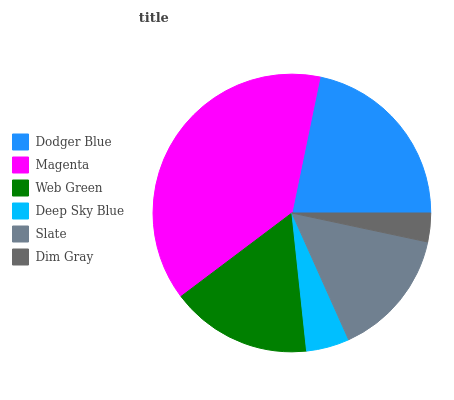 title
Dodger Blue
Magenta
Web Green
Deep Sky Blue
Slate
Dim Gray